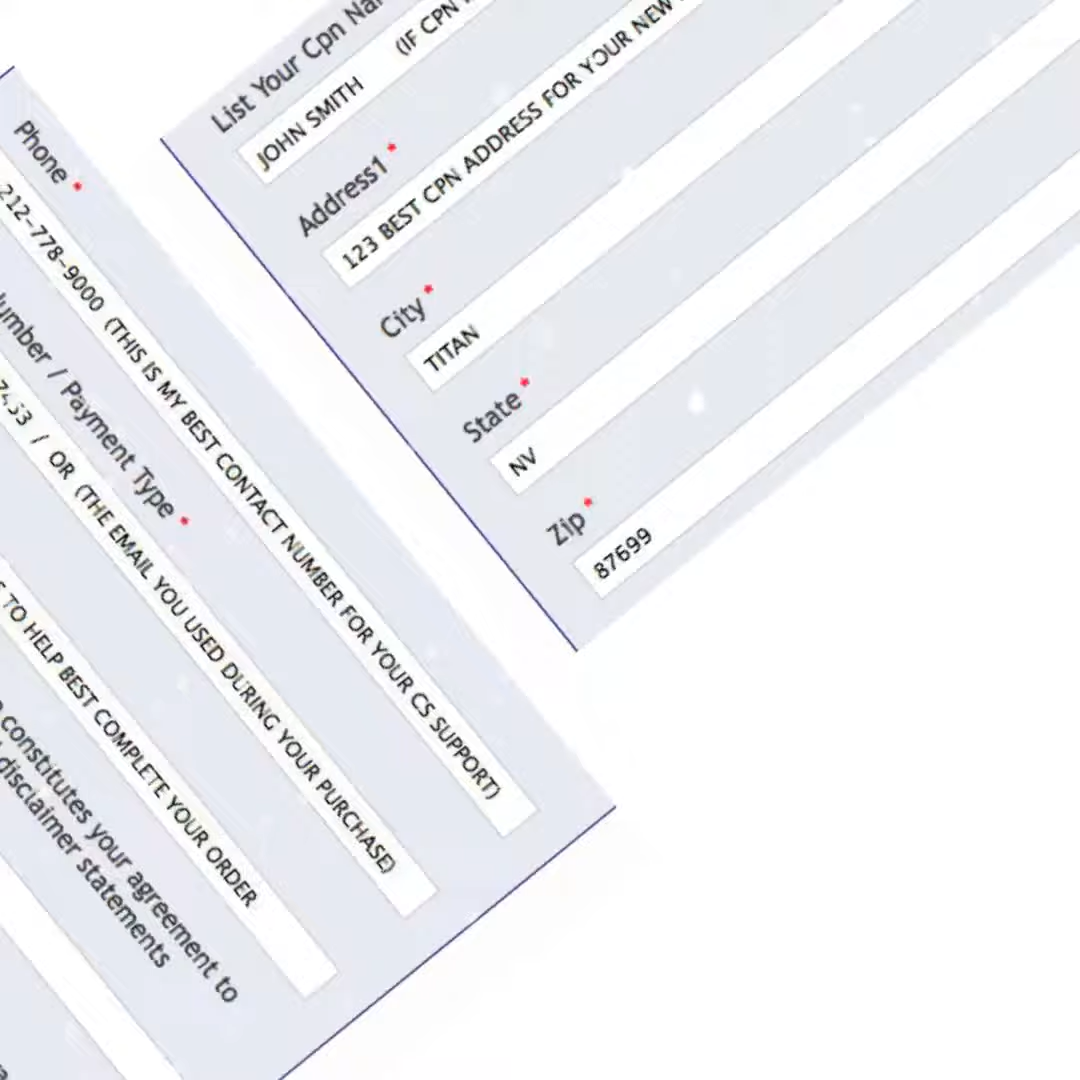 List Your Cpn
JOHN SMITH (IF CPN
Address1 *
123 BEST CPN ADDRESS FOR YOUR NEW
City *
TITAN
State *
NV
Zip *
87699
Phone *
212-778-9000 (THIS IS MY BEST CONTACT NUMBER FOR YOUR CS SUPPORT)
/ Payment Type *
/ OR (THE EMAIL YOU USED DURING YOUR PURCHASE)
TO HELP BEST COMPLETE YOUR ORDER
constitutes your agreement to
disclaimer statements